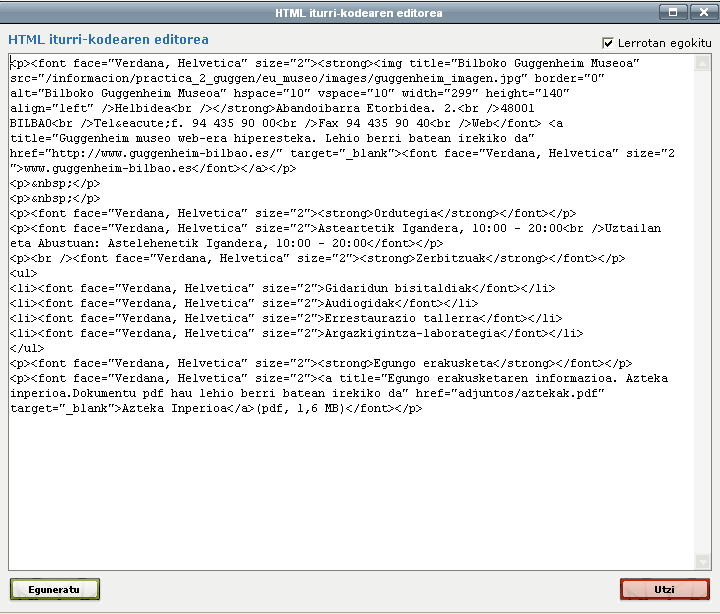 HTML iturri-kodearen editorea
HTML iturri-kodearen editorea
Lerrotan egokitu
<p><font face="Verdana, Helvetica" size="2"><strong><img title="Bilboko Guggenheim Museoa"
src="/informacion/practica_2_guggen/eu_museo/images/guggenheim_imagen.jpg" border="0"
alt="Bilboko Guggenheim Museoa" hspace="10" vspace="10" width="299" height="140"
align="left" />Helbidea<br /></strong>Abandoibarra Etorbidea. 2.<br />48001
BILBAO<br />Tel&eacute;f. 94 435 90 00<br />Fax 94 435 90 40<br />Web</font> <a
title="Guggenheim museo web-era hiperesteka. Lehio berri batean irekiko da"
href="http://www.guggenheim-bilbao.es/" target="_blank"><font face="Verdana, Helvetica" size="2
">www.guggenheim-bilbao.es</font></a></p>
<p>&nbsp;</p>
<p>&nbsp;</p>
<p><font face="Verdana, Helvetica" size="2"><strong>Ordutegia</strong></font></p>
<p><font face="Verdana, Helvetica" size="2">Asteartetik Igandera, 10:00 - 20:00<br />Uztailan
eta Abustuan: Astelehenetik Igandera, 10:00 - 20:00</font></p>
<p><br /><font face="Verdana, Helvetica" size="2"><strong>Zerbitzuak</strong></font></p>
<ul>
<li><font face="Verdana, Helvetica" size="2">Gidaridun bisitaldiak</font></li>
<li><font face="Verdana, Helvetica" size="2">Audiogidak</font></li>
<li><font face="Verdana, Helvetica" size="2">Errestaurazio tallerra</font></li>
<li><font face="Verdana, Helvetica" size="2">Argazkigintza-laborategia</font></li>
</ul>
<p><font face="Verdana, Helvetica" size="2"><strong>Egungo erakusketa</strong></font></p>
<p><font face="Verdana, Helvetica" size="2"><a title="Egungo erakusketaren informazioa. Azteka
inperioa.Dokumentu pdf hau lehio berri batean irekiko da" href="adjuntos/aztekak.pdf"
target="_blank">Azteka Inperioa</a>(pdf, 1,6 MB)</font></p>
Eguneratu
Utzi